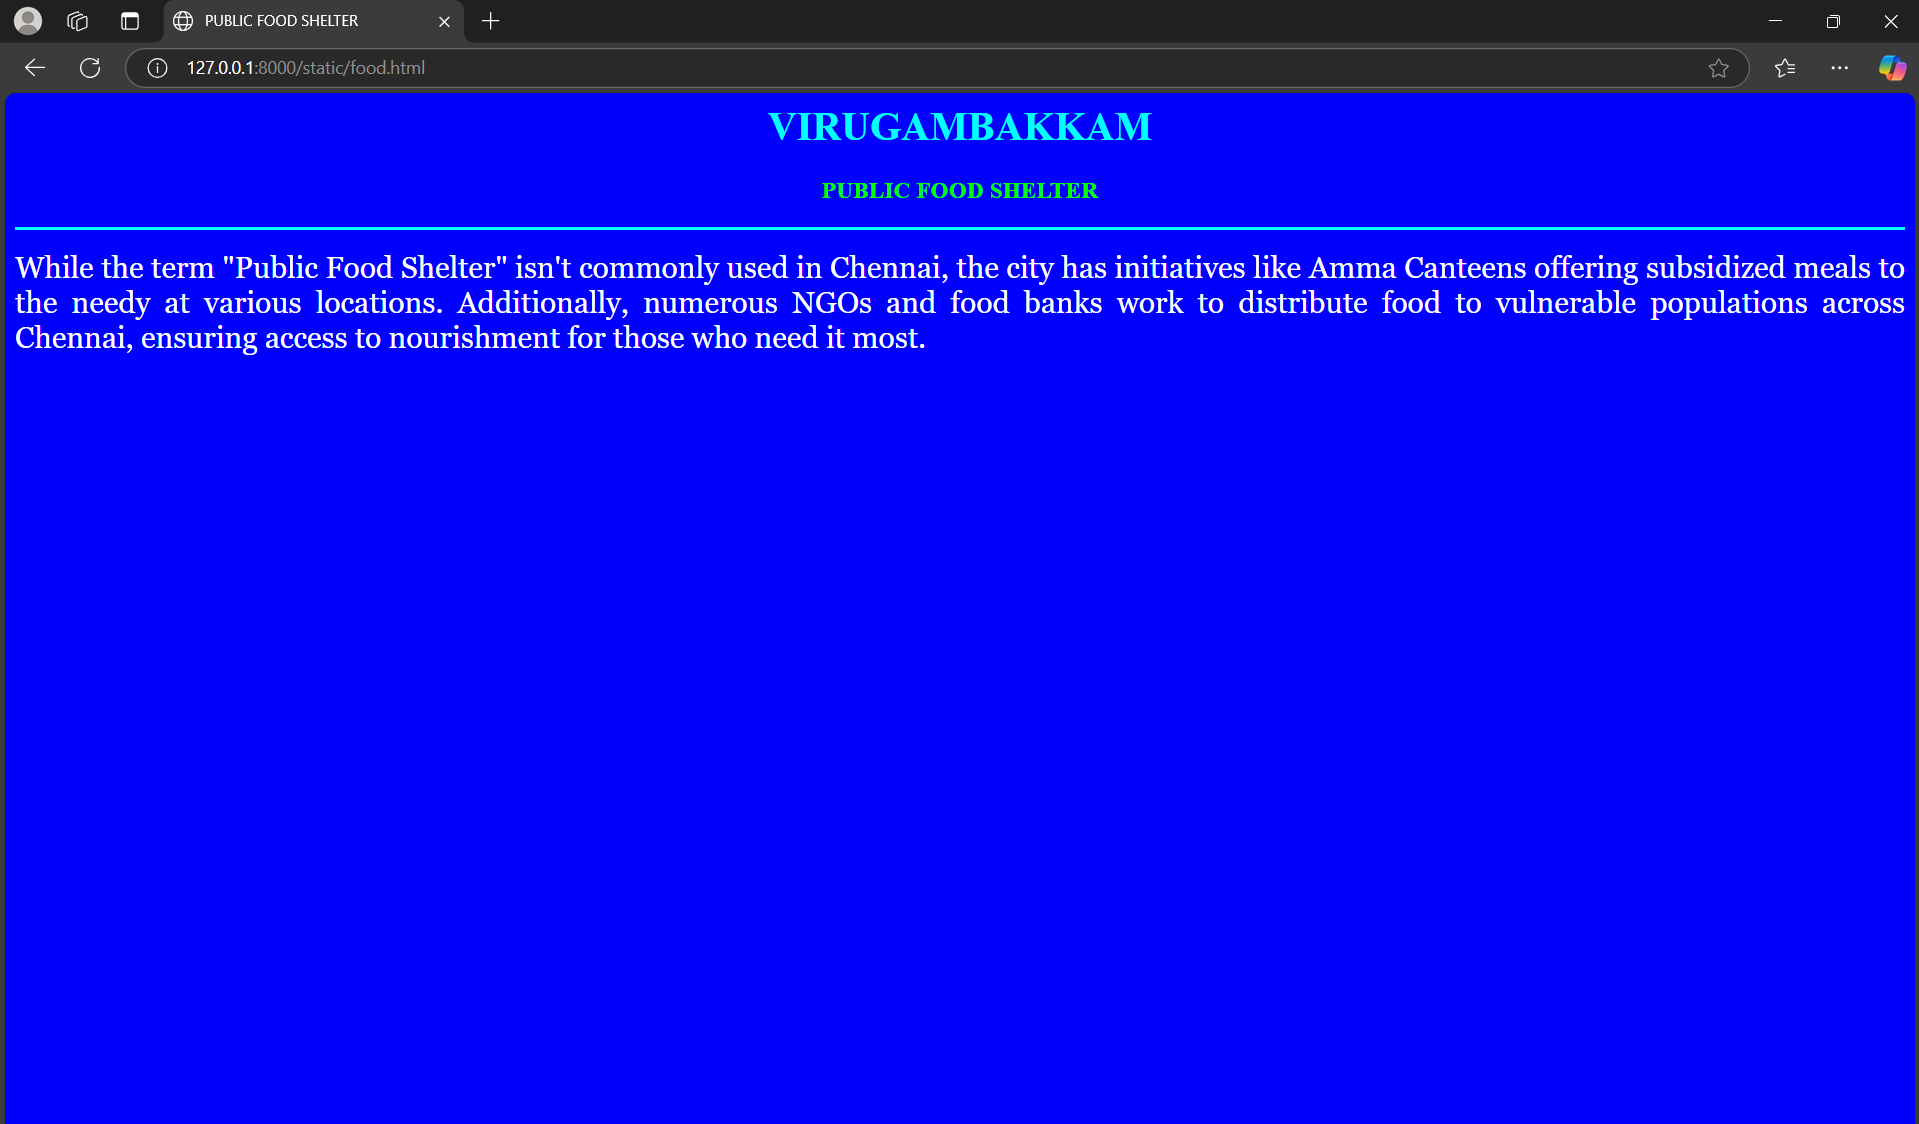 PUBLIC FOOD SHELTER
127.0.0.1:8000/static/food.html
VIRUGAMBAKKAM
PUBLIC FOOD SHELTER
While the term "Public Food Shelter" isn't commonly used in Chennai, the city has initiatives like Amma Canteens offering subsidized meals to
the needy at various locations. Additionally, numerous NGOs and food banks work to distribute food to vulnerable populations across
Chennai, ensuring access to nourishment for those who need it most.